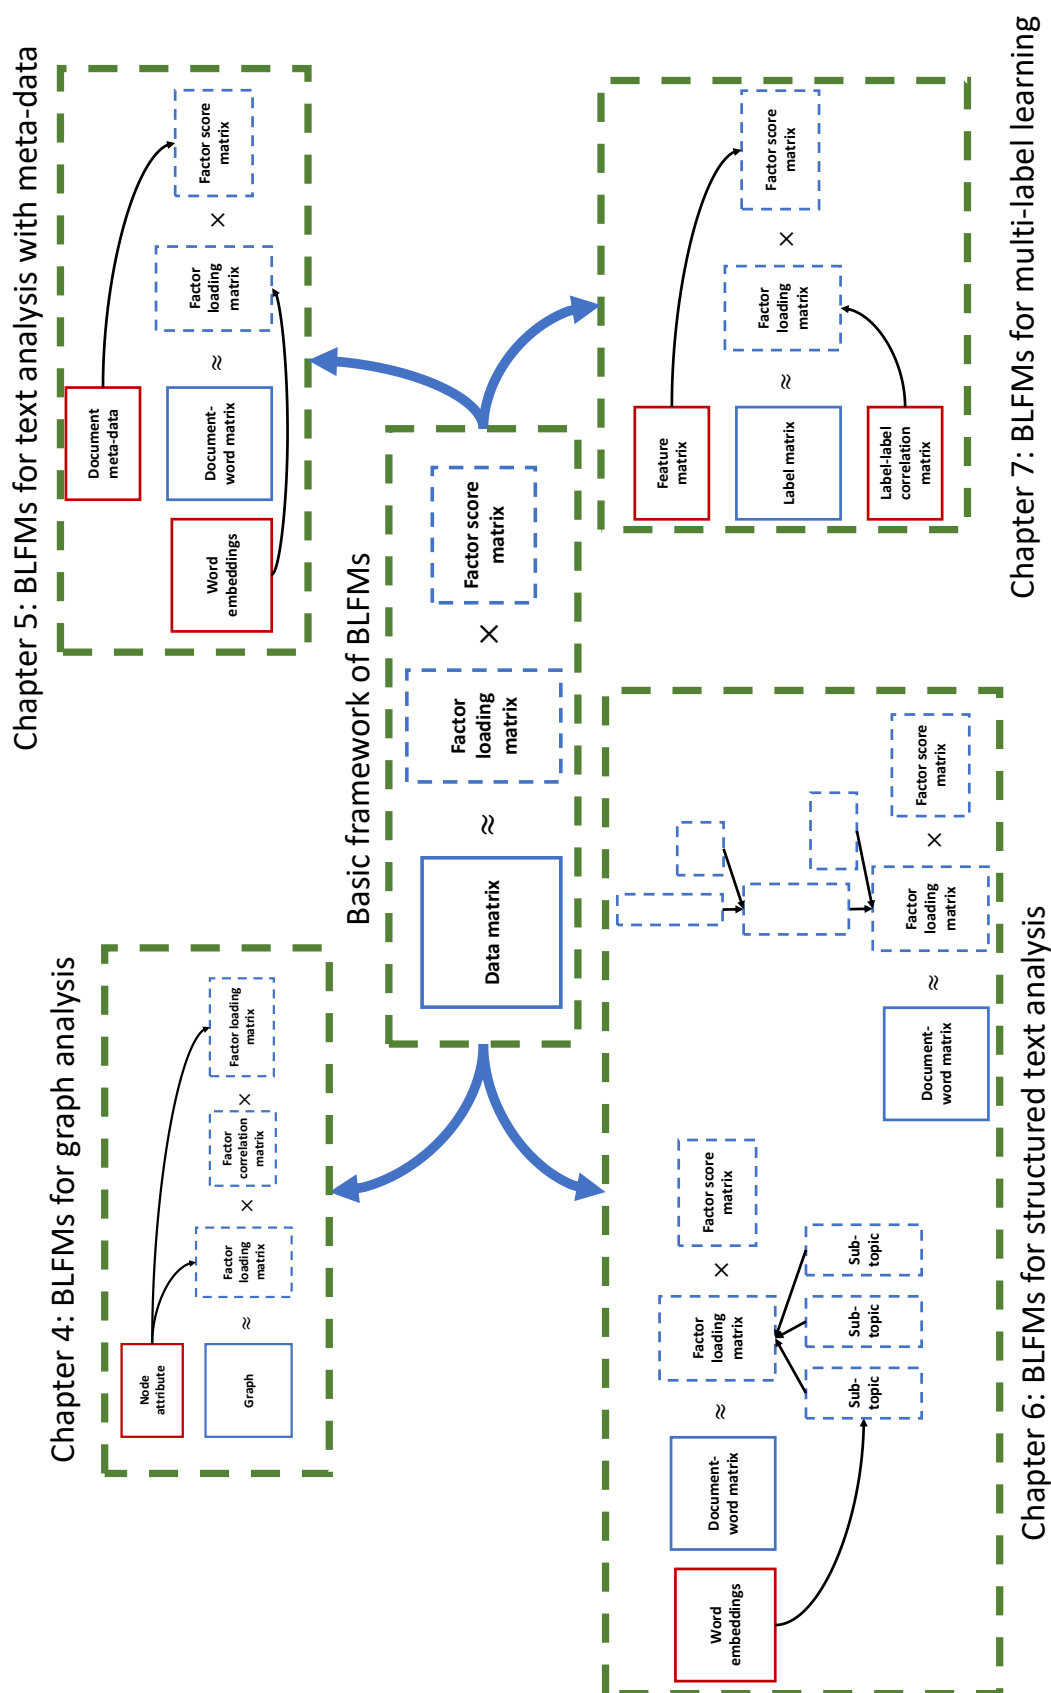 Chapter 4: BLFMs for graph analysis
Node
attribute
Graph
≈
Factor
loading
matrix
×
Factor
correlation
matrix
×
Factor loading
matrix
Chapter 5: BLFMs for text analysis with meta-data
Document
meta-data
Word
embeddings
Document-
word matrix
≈
Factor
loading
matrix
×
Factor score
matrix
Basic framework of BLFMs
Data matrix
≈
Factor
loading
matrix
×
Factor score
matrix
Word
embeddings
Document-
word matrix
≈
Factor
loading
matrix
×
Factor score
matrix
Sub-
topic
Sub-
topic
Sub-
topic
Document-
word matrix
≈
Factor
loading
matrix
×
Factor score
matrix
Chapter 6: BLFMs for structured text analysis
Feature
matrix
Label matrix
≈
Factor
loading
matrix
×
Factor score
matrix
Label-label
correlation
matrix
Chapter 7: BLFMs for multi-label learning